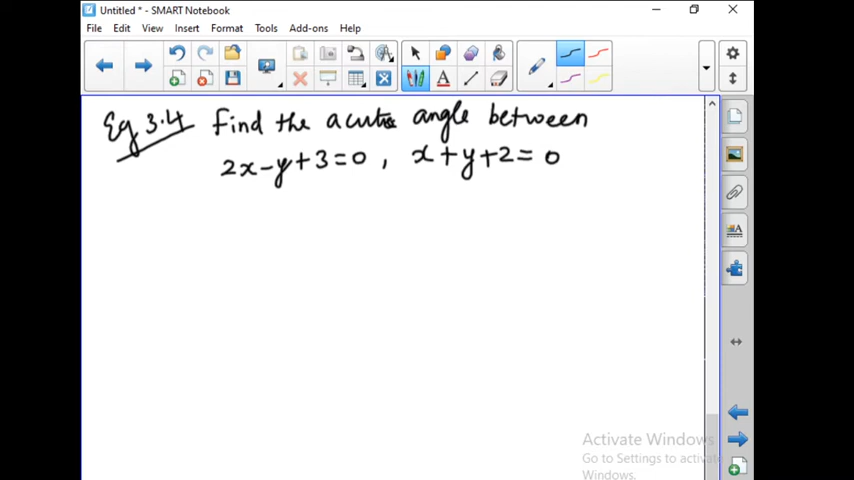 Untitled * - SMART Notebook
File Edit View Insert Format Tools Add-ons Help
Eg 3.4 Find the acute angle between
2x-y+3=0, x+y+2=0
Activate Windows
Go to Settings to activate
Windows.